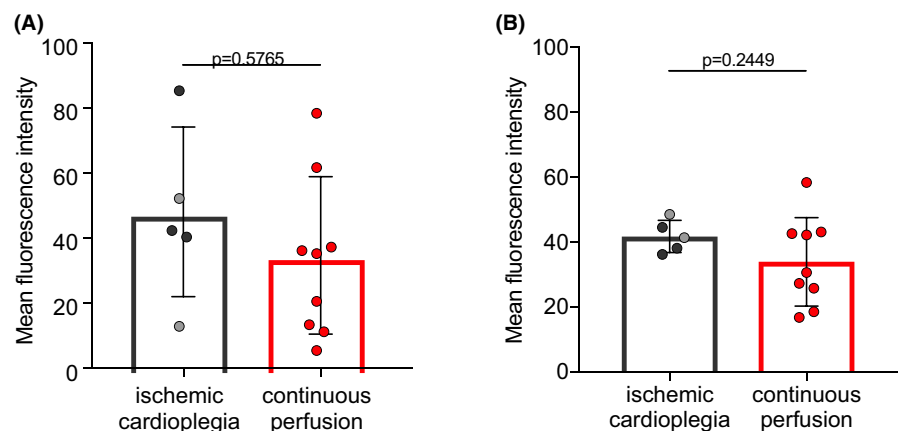 (A)
Mean fluorescence intensity
100
80
60
40
20
0
p=0.5765
ischemic
cardioplegia
continuous
perfusion
(B)
Mean fluorescence intensity
100
80
60
40
20
0
p=0.2449
ischemic
cardioplegia
continuous
perfusion